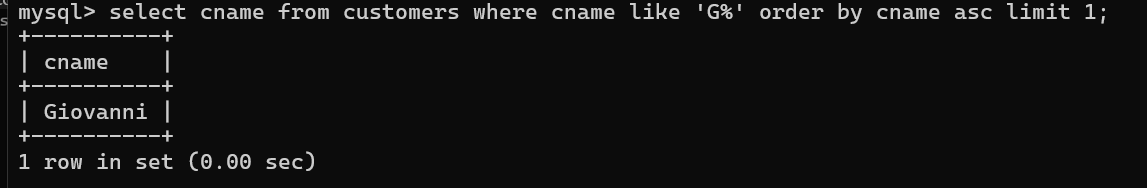 mysql> select cname from customers where cname like 'G%' order by cname asc limit 1;
+----------+
| cname    |
+----------+
| Giovanni |
+----------+
1 row in set (0.00 sec)